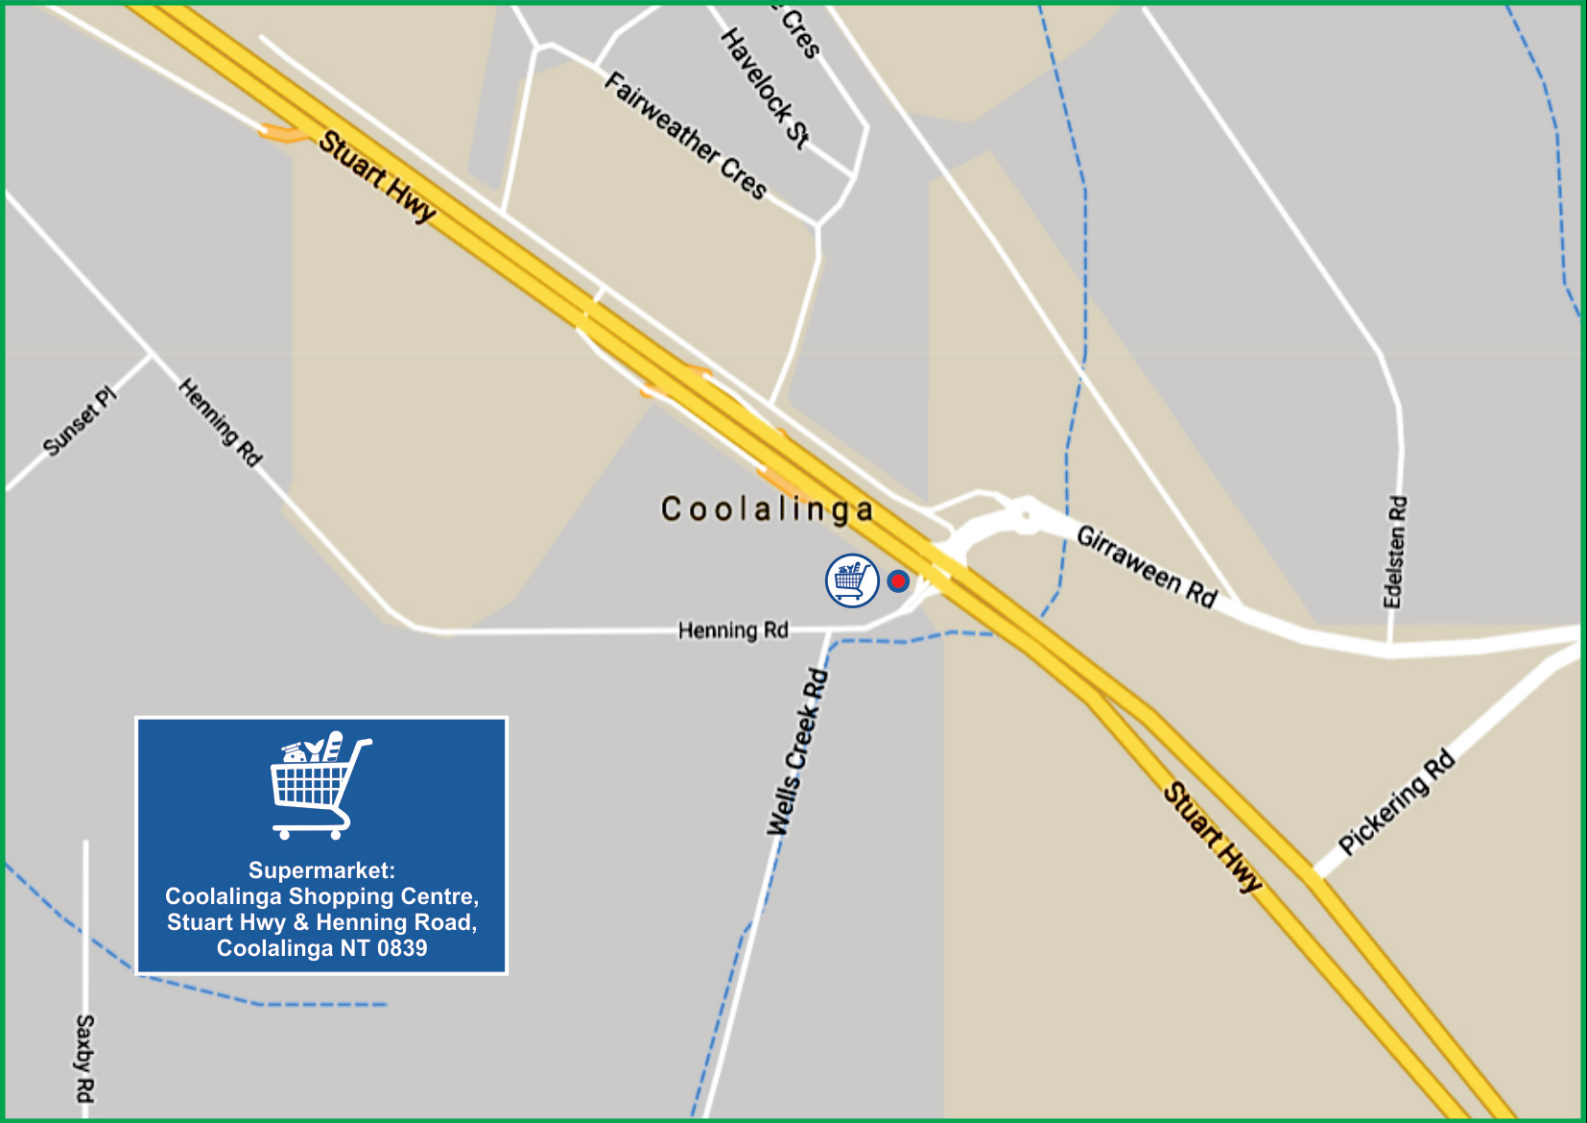 Cres
Havelock St
Fairweather Cres
Stuart Hwy
Sunset Pl
Henning Rd
Coolalinga
Girraween Rd
Edelsten Rd
Henning Rd
Wells Creek Rd
Stuart Hwy
Pickering Rd
Supermarket:
Coolalinga Shopping Centre,
Stuart Hwy & Henning Road,
Coolalinga NT 0839
Saxby Rd